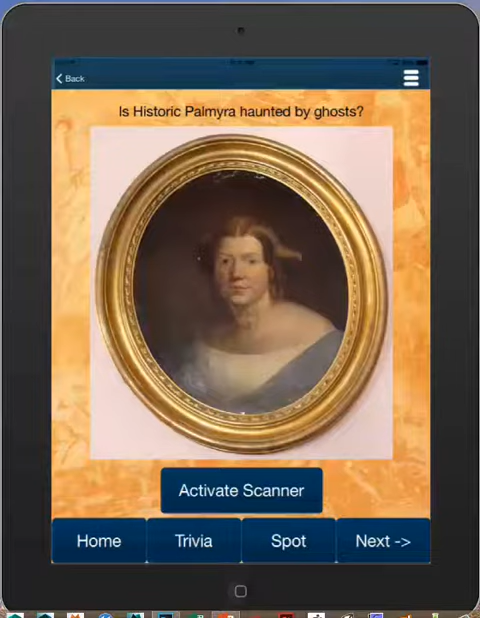 Back
Is Historic Palmyra haunted by ghosts?
Activate Scanner
Home
Trivia
Spot
Next ->